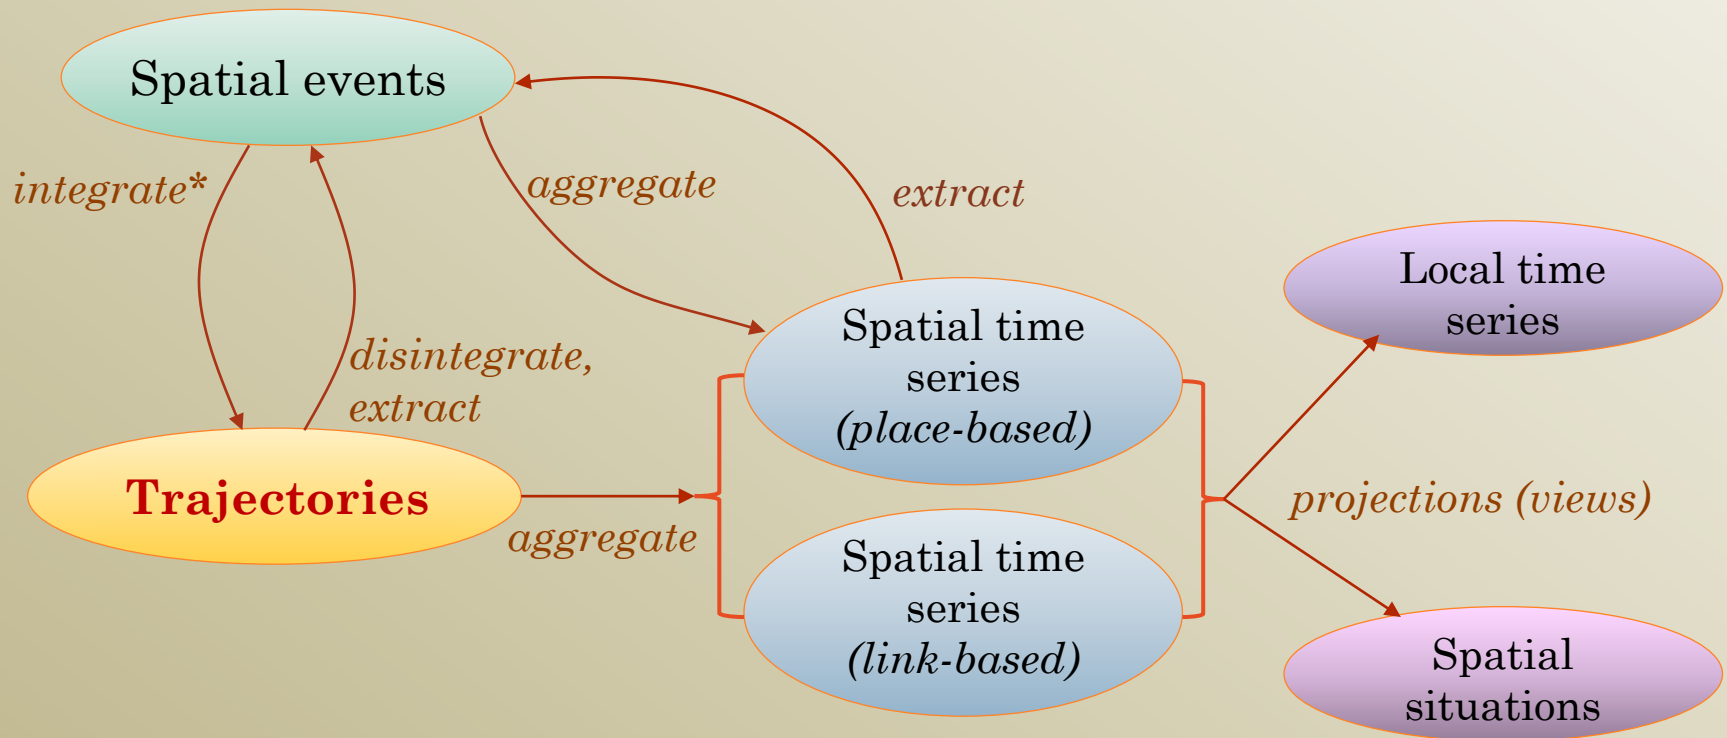 Spatial events
integrate*
aggregate
extract
disintegrate,
extract
Trajectories
aggregate
Spatial time
series
(place-based)
Spatial time
series
(link-based)
Local time
series
projections (views)
Spatial
situations